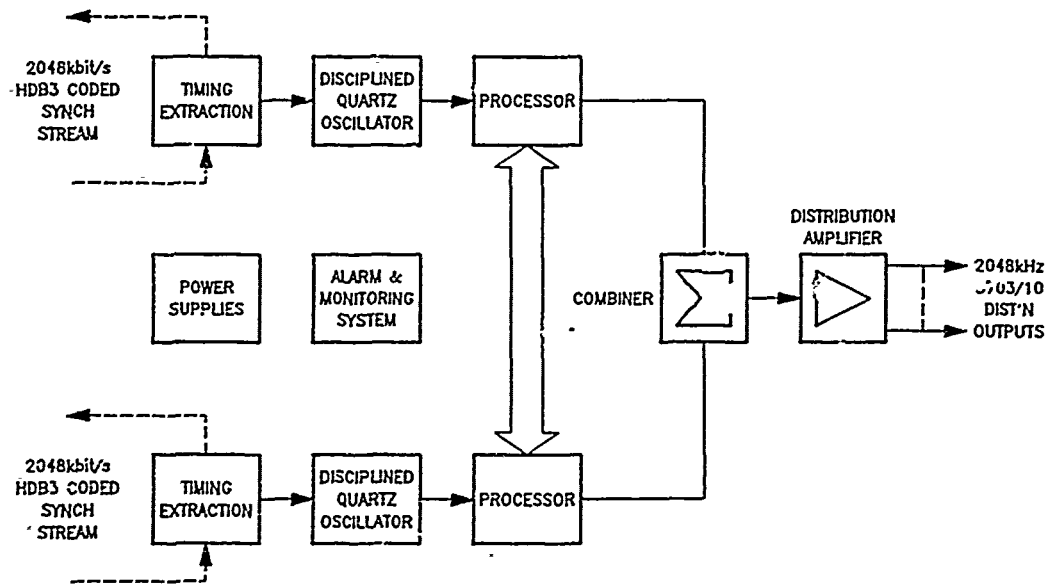 2048kbit/s
HDB3 CODED
SYNCH
STREAM
TIMING
EXTRACTION
DISCIPLINED
QUARTZ
OSCILLATOR
PROCESSOR
POWER
SUPPLIES
ALARM &
MONITORING
SYSTEM
COMBINER
Σ
DISTRIBUTION
AMPLIFIER
2048kHz
DIST'N
OUTPUTS
2048kbit/s
HDB3 CODED
SYNCH
STREAM
TIMING
EXTRACTION
DISCIPLINED
QUARTZ
OSCILLATOR
PROCESSOR